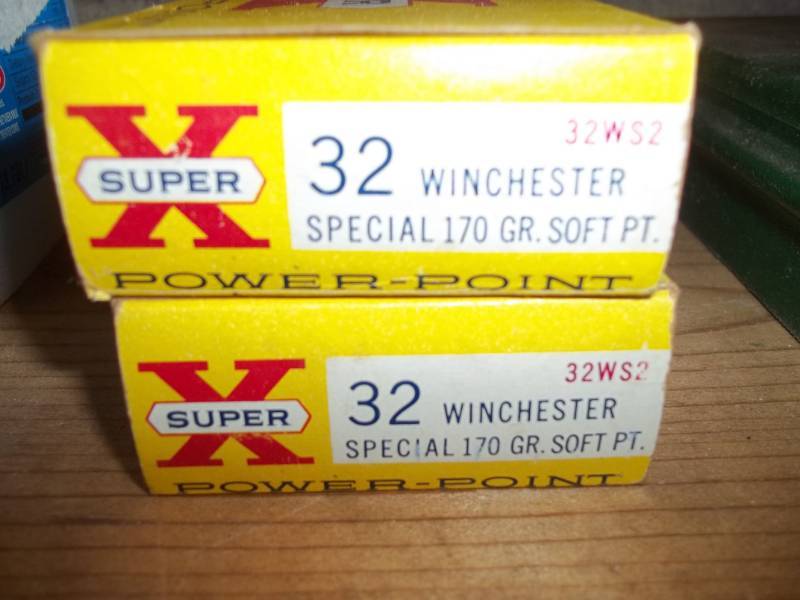 32WS2
SUPER X
32 WINCHESTER
SPECIAL 170 GR. SOFT PT.
POWER-POINT
32WS2
SUPER X
32 WINCHESTER
SPECIAL 170 GR. SOFT PT.
POWER-POINT